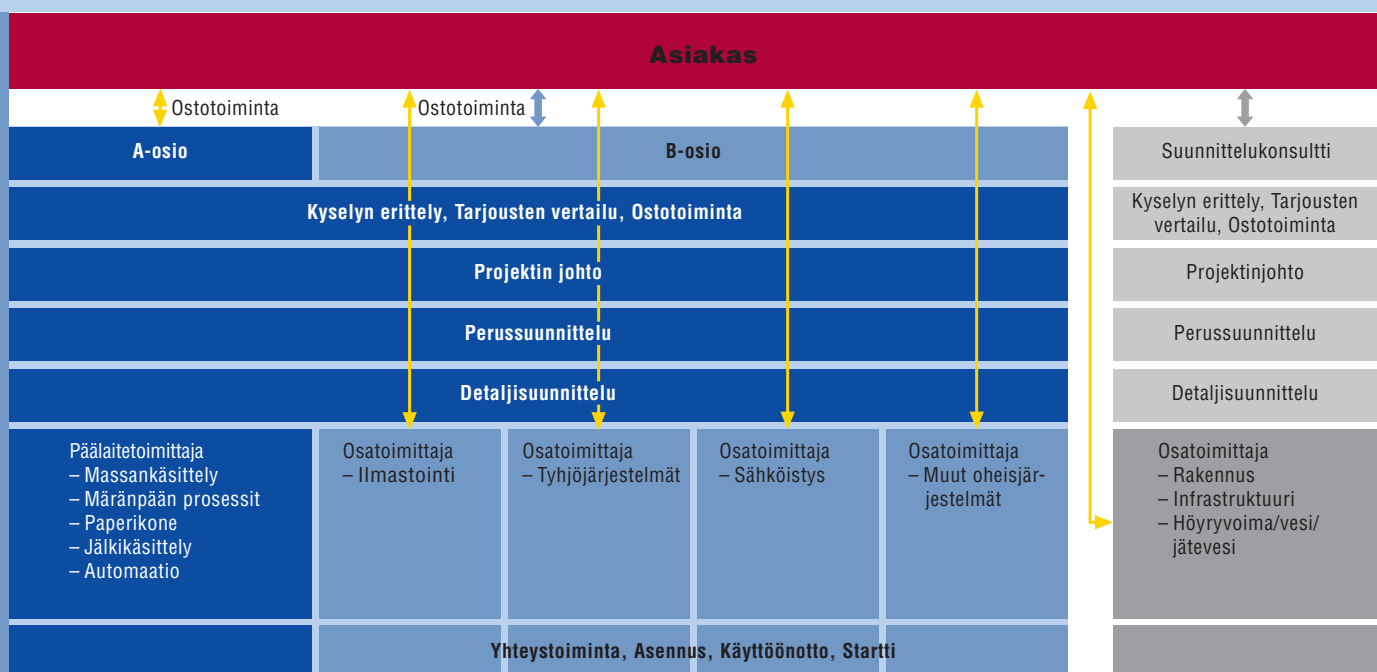 Asiakas
Ostotoiminta
Ostotoiminta
A-osio
B-osio
Suunnittelukonsultti
Kyselyn erittely, Tarjousten vertailu, Ostotoiminta
Kyselyn erittely, Tarjousten
vertailu, Ostotoiminta
Projektin johto
Projektinjohto
Perussuunnittelu
Perussuunnittelu
Detaljisuunnittelu
Detaljisuunnittelu
Päälaitetoimittaja
– Massankäsittely
– Märänpään prosessit
– Paperikone
– Jälkikäsittely
– Automaatio
Osatoimittaja
– Ilmastointi
Osatoimittaja
– Tyhjöjärjestelmät
Osatoimittaja
– Sähköistys
Osatoimittaja
– Muut oheisjär-
jestelmät
Osatoimittaja
– Rakennus
– Infrastruktuuri
– Höyryvoima/vesi/
jätevesi
Yhteystoiminta, Asennus, Käyttöönotto, Startti